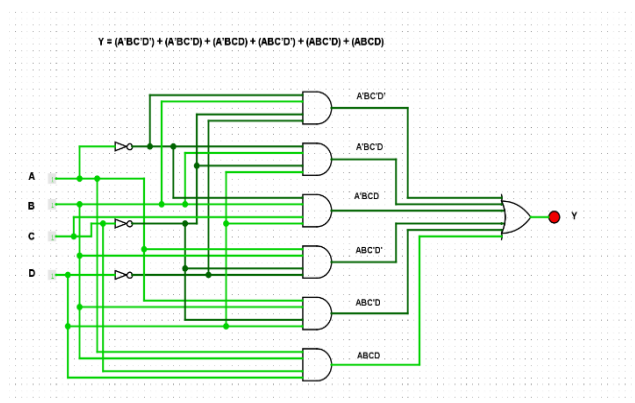 Y = (A'BC'D') + (A'BC'D) + (A'BCD) + (ABC'D') + (ABC'D) + (ABCD)
A'BC'D'
A'BC'D
A
A'BCD
B
Y
C
ABC'D'
D
ABC'D
ABCD